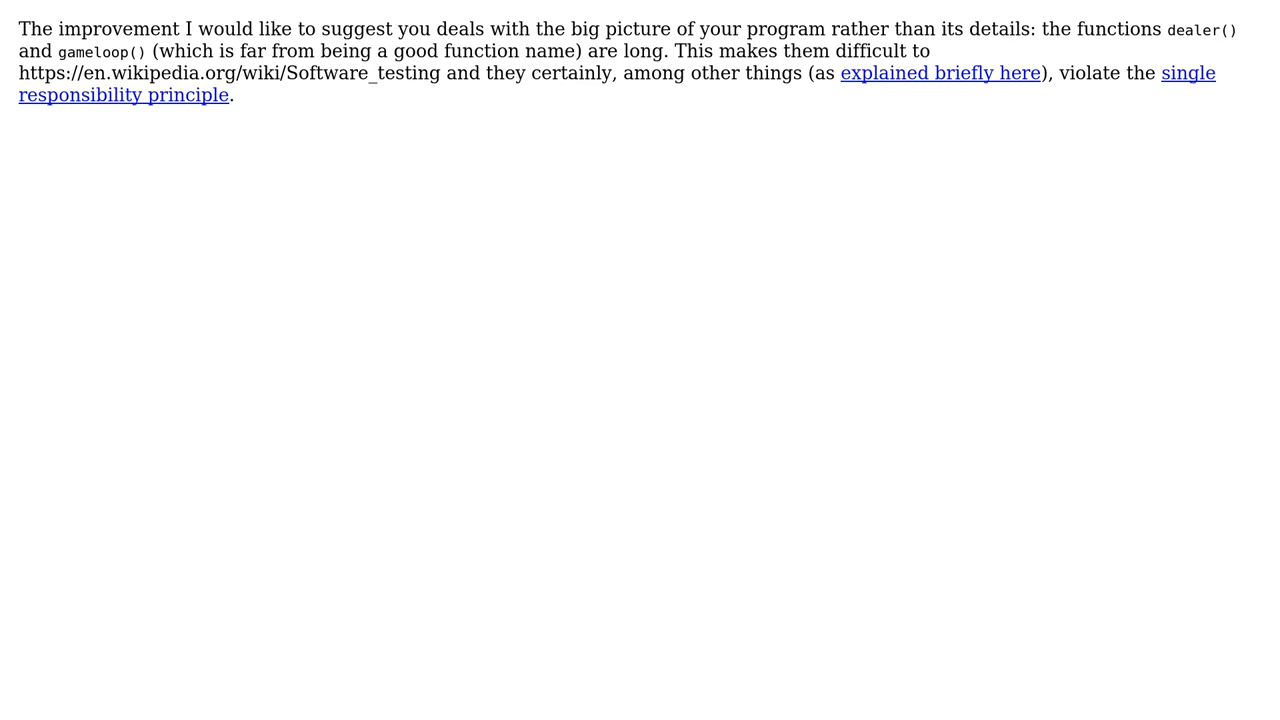 The improvement I would like to suggest you deals with the big picture of your program rather than its details: the functions dealer()
and gameloop() (which is far from being a good function name) are long. This makes them difficult to
https://en.wikipedia.org/wiki/Software_testing and they certainly, among other things (as explained briefly here), violate the single
responsibility principle.